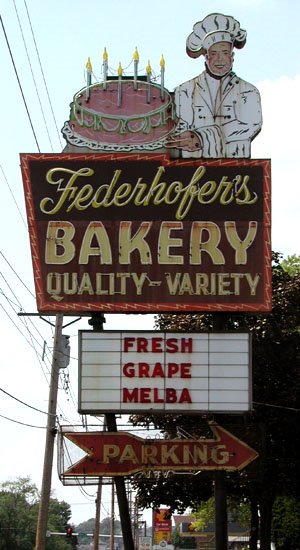 Federhofer's
BAKERY
QUALITY-VARIETY
FRESH
GRAPE
MELBA
PARKING